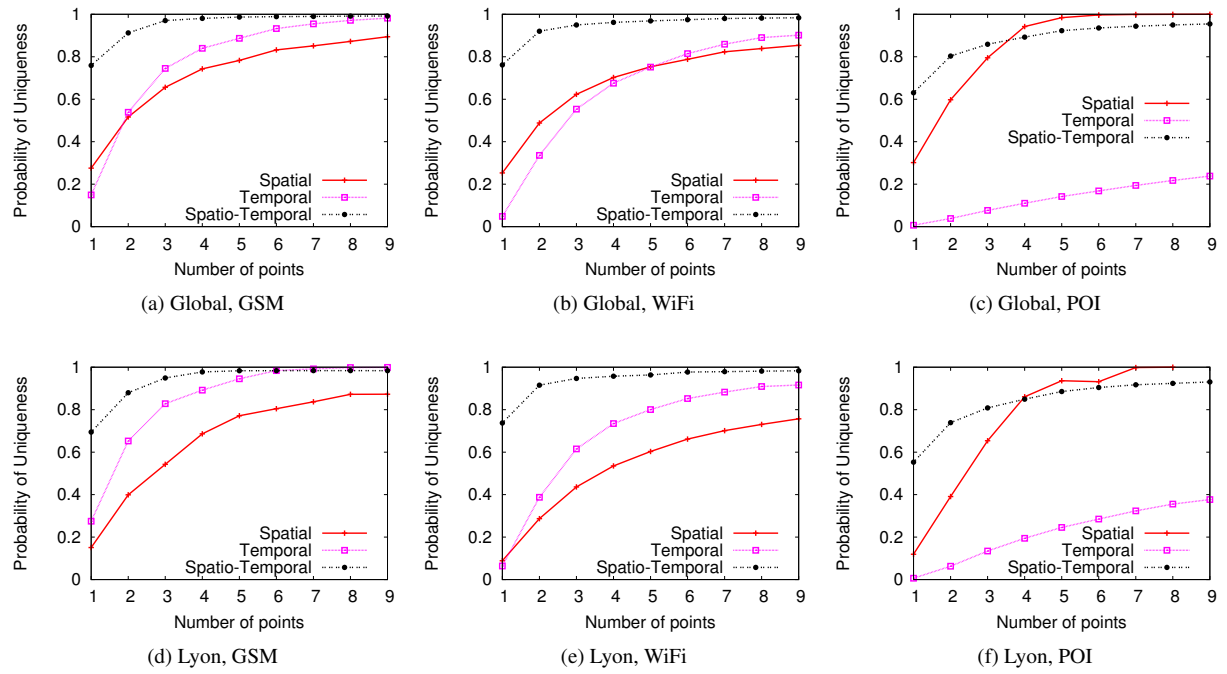 1
0.8
0.6
0.4
0.2
0
Probability of Uniqueness
Spatial
Temporal
Spatio-Temporal
1 2 3 4 5 6 7 8 9
Number of points
(a) Global, GSM
1
0.8
0.6
0.4
0.2
0
Probability of Uniqueness
Spatial
Temporal
Spatio-Temporal
1 2 3 4 5 6 7 8 9
Number of points
(b) Global, WiFi
1
0.8
0.6
0.4
0.2
0
Probability of Uniqueness
Spatial
Temporal
Spatio-Temporal
1 2 3 4 5 6 7 8 9
Number of points
(c) Global, POI
1
0.8
0.6
0.4
0.2
0
Probability of Uniqueness
Spatial
Temporal
Spatio-Temporal
1 2 3 4 5 6 7 8 9
Number of points
(d) Lyon, GSM
1
0.8
0.6
0.4
0.2
0
Probability of Uniqueness
Spatial
Temporal
Spatio-Temporal
1 2 3 4 5 6 7 8 9
Number of points
(e) Lyon, WiFi
1
0.8
0.6
0.4
0.2
0
Probability of Uniqueness
Spatial
Temporal
Spatio-Temporal
1 2 3 4 5 6 7 8 9
Number of points
(f) Lyon, POI